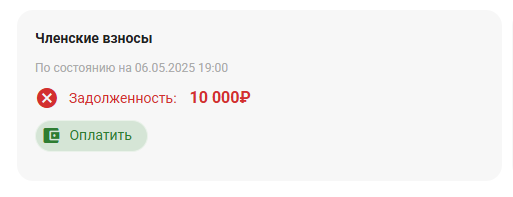 Членские взносы
По состоянию на 06.05.2025 19:00
Задолженность: 10 000₽
Оплатить